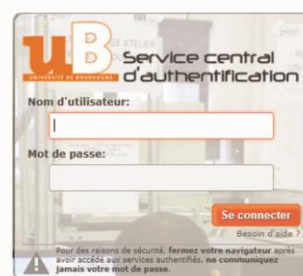 uB
UNIVERSITÉ DE BOURGOGNE
Service central
d'authentification
Nom d'utilisateur:
Mot de passe:
Se connecter
Besoin d'aide ?
Pour des raisons de sécurité, fermez votre navigateur après
avoir accédé aux services authentifiés, ne communiquez
jamais votre mot de passe.